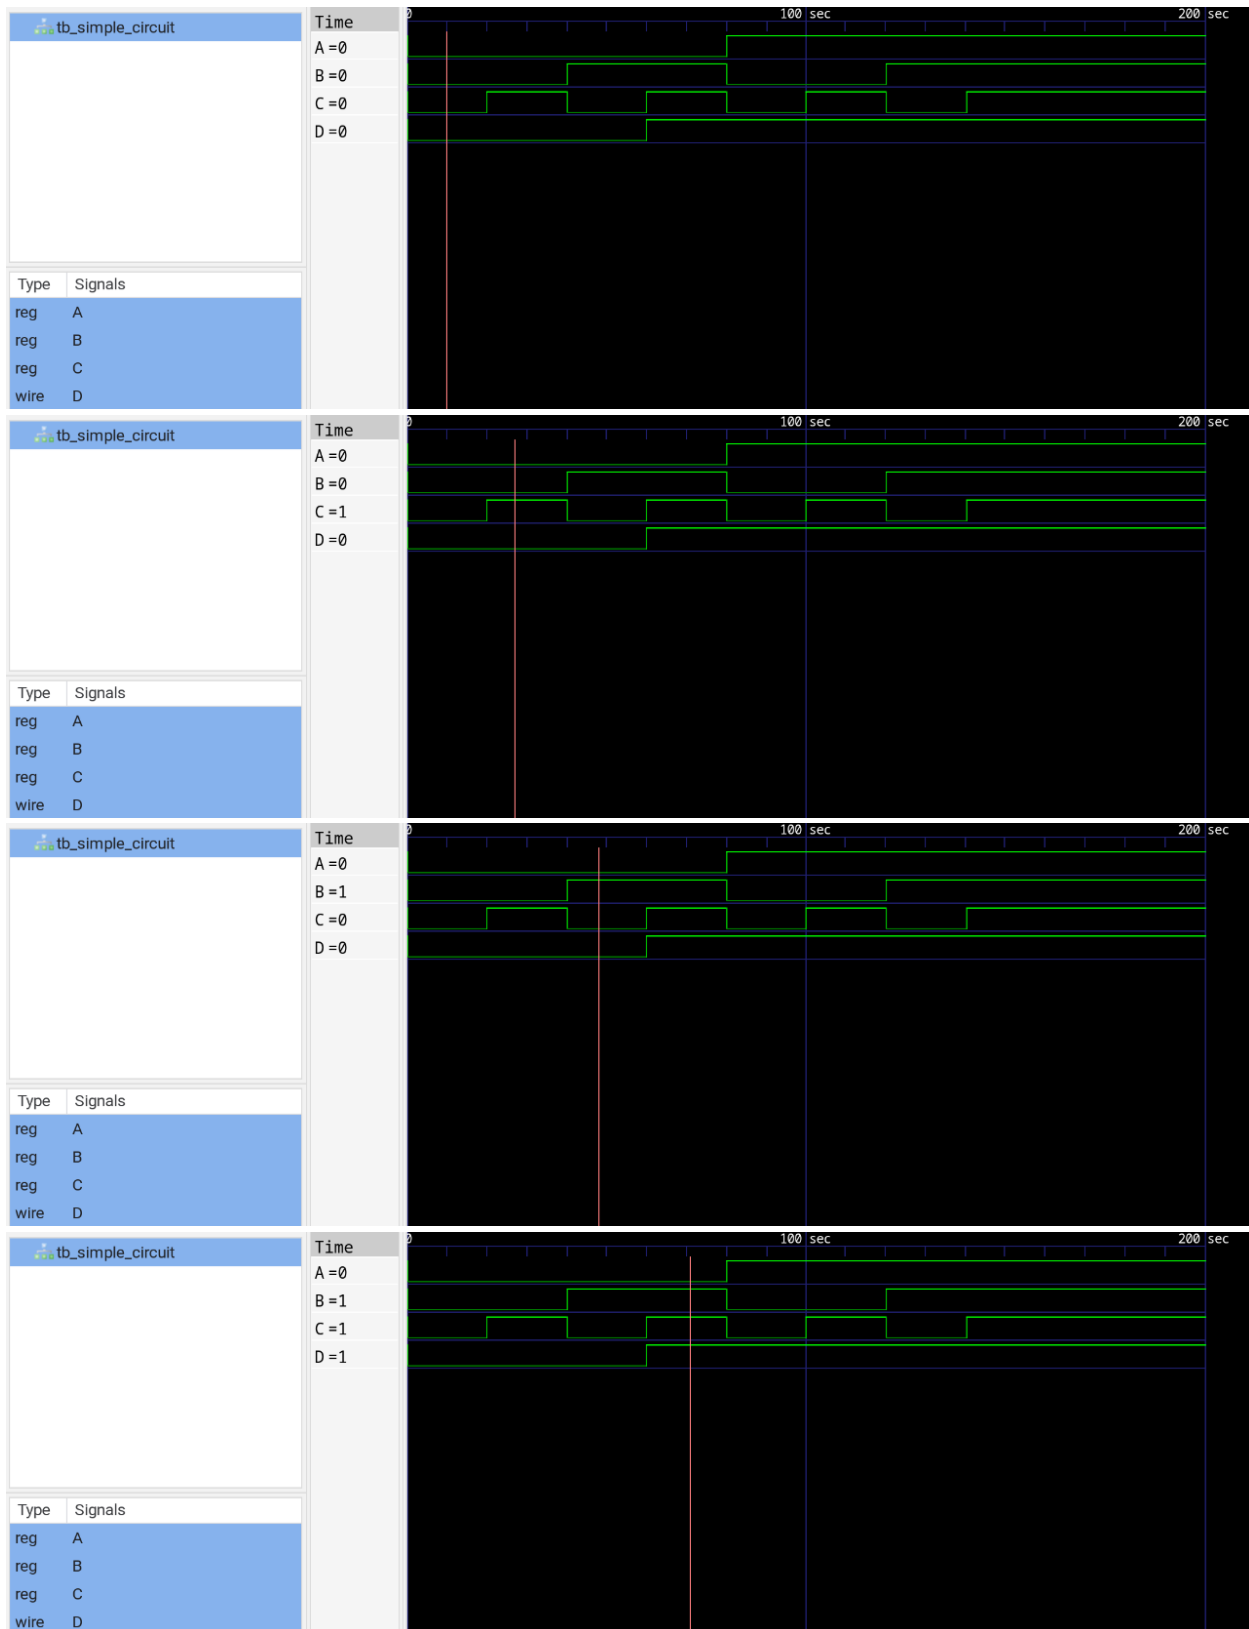 tb_simple_circuit
Time
0 100 sec 200 sec
A=0
B=0
C=0
D=0
Type Signals
reg A
reg B
reg C
wire D
tb_simple_circuit
Time
0 100 sec 200 sec
A=0
B=0
C=1
D=0
Type Signals
reg A
reg B
reg C
wire D
tb_simple_circuit
Time
0 100 sec 200 sec
A=0
B=1
C=0
D=0
Type Signals
reg A
reg B
reg C
wire D
tb_simple_circuit
Time
0 100 sec 200 sec
A=0
B=1
C=1
D=1
Type Signals
reg A
reg B
reg C
wire D